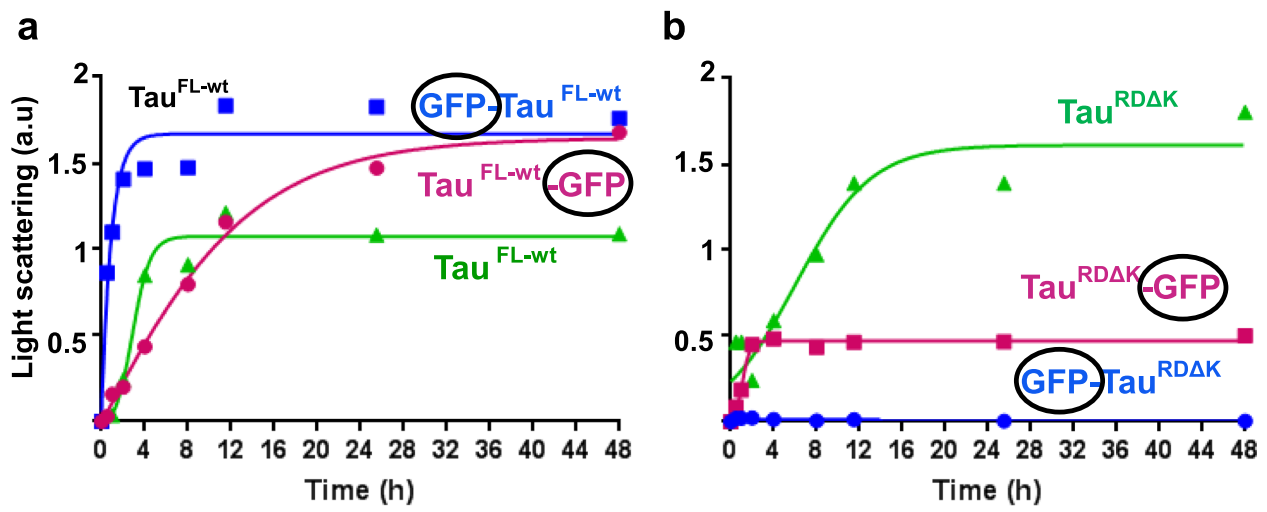 a
b
Tau FL-wt
GFP-Tau FL-wt
Tau FL-wt -GFP
Tau FL-wt
Light scattering (a.u)
2
1.5
1
0.5
0 4 8 12 16 20 24 28 32 36 40 44 48
Time (h)
Tau RDΔK
Tau RDΔK -GFP
GFP-Tau RDΔK
2
1.5
1
0.5
0 4 8 12 16 20 24 28 32 36 40 44 48
Time (h)